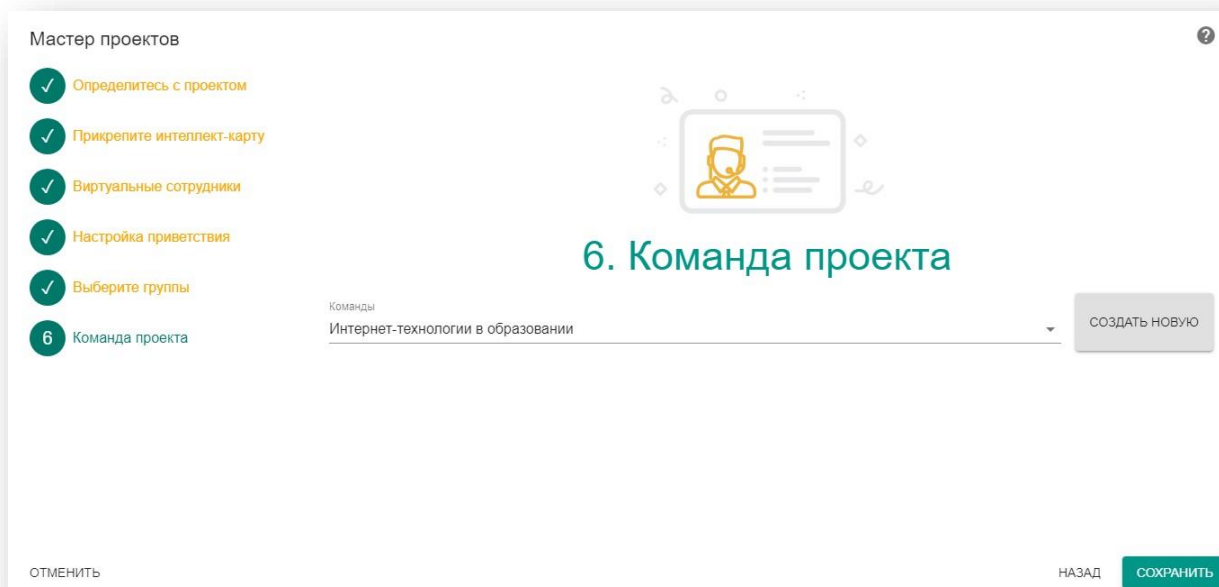 Мастер проектов
Определитесь с проектом
Прикрепите интеллект-карту
Виртуальные сотрудники
Настройка приветствия
Выберите группы
6 Команда проекта
6. Команда проекта
Команды
Интернет-технологии в образовании
СОЗДАТЬ НОВУЮ
ОТМЕНИТЬ
НАЗАД
СОХРАНИТЬ